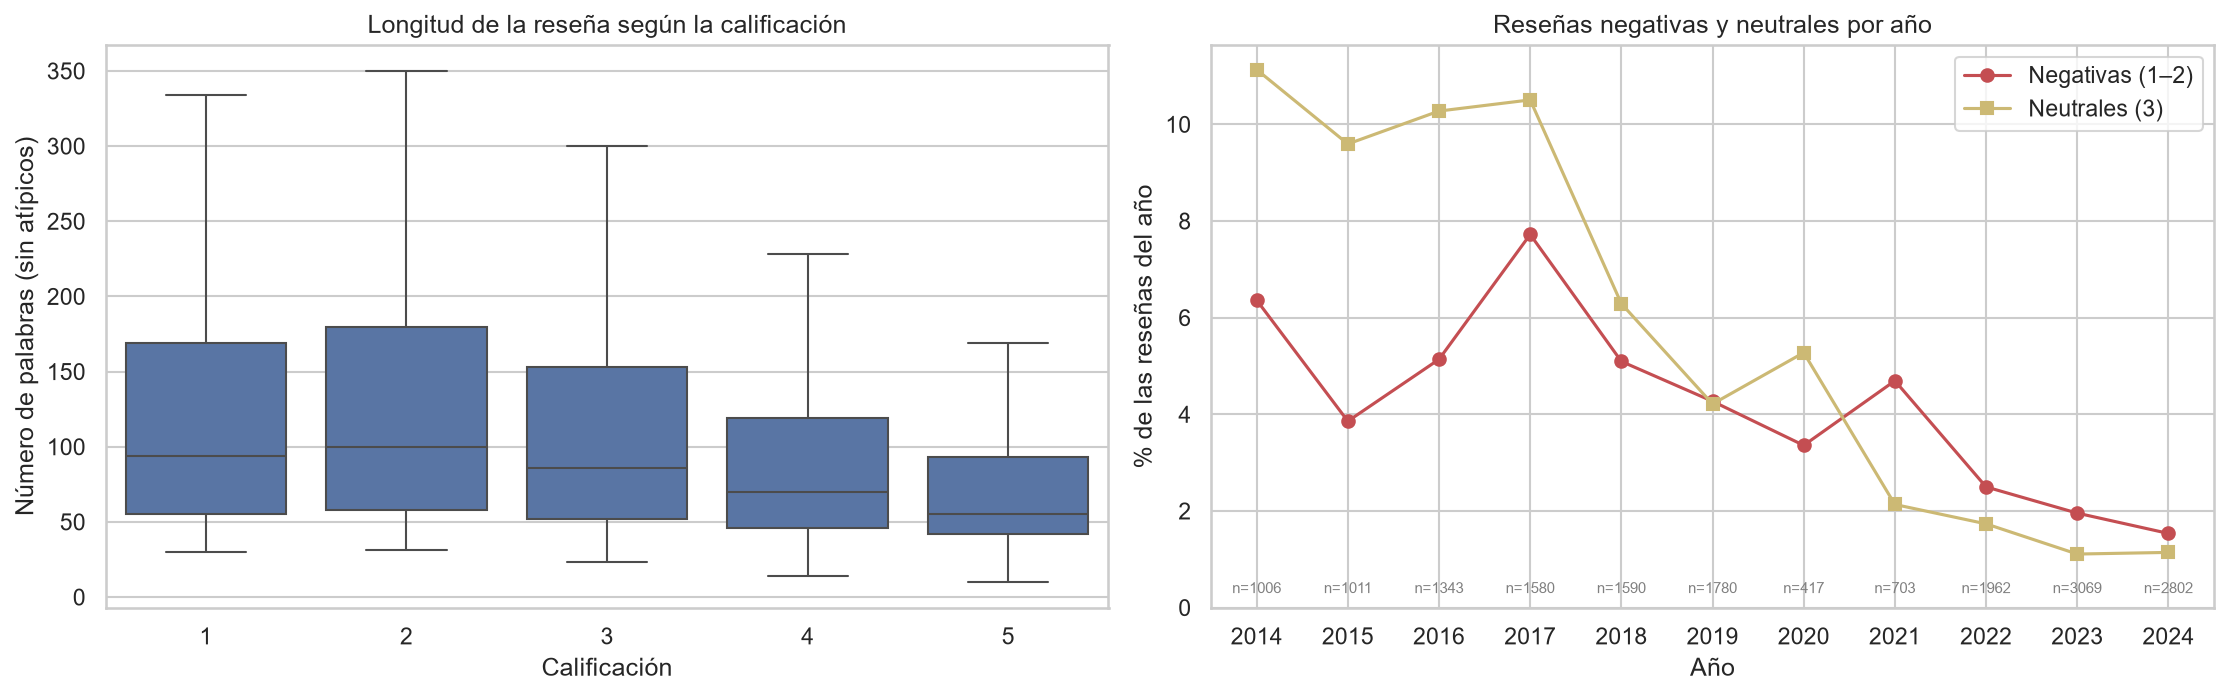 Longitud de la reseña según la calificación
Número de palabras (sin atípicos)
350
300
250
200
150
100
50
0
1 2 3 4 5
Calificación
Reseñas negativas y neutrales por año
% de las reseñas del año
10
8
6
4
2
0
Negativas (1–2)
Neutrales (3)
n=1006 n=1011 n=1343 n=1580 n=1590 n=1780 n=417 n=703 n=1962 n=3069 n=2802
2014 2015 2016 2017 2018 2019 2020 2021 2022 2023 2024
Año